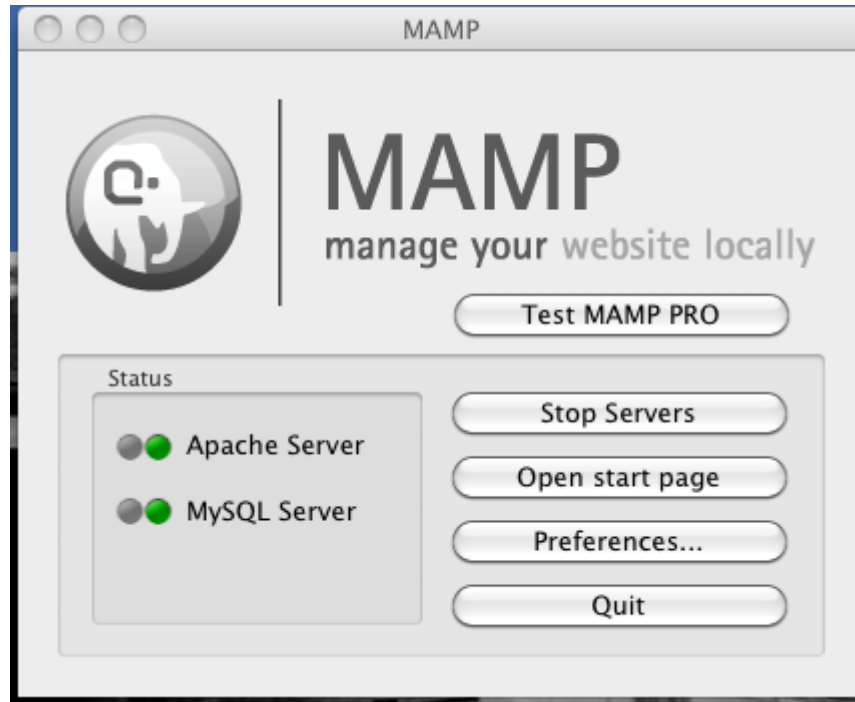 MAMP
MAMP
manage your website locally
Test MAMP PRO
Status
Apache Server
MySQL Server
Stop Servers
Open start page
Preferences...
Quit